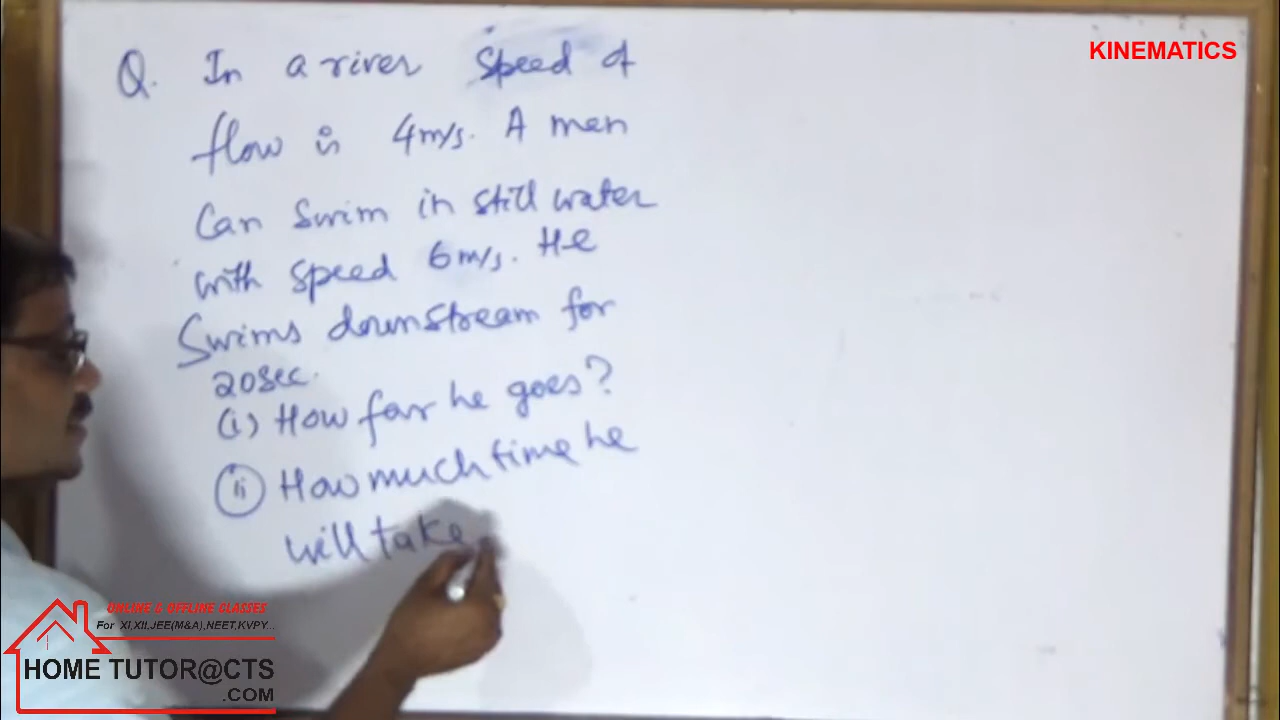 KINEMATICS
Q. In a river Speed of
flow is 4m/s. A man
Can swim in still water
with speed 6m/s. He
Swims downstream for
20sec.
(i) How far he goes?
(ii) How much time he
will take
ONLINE & OFFLINE CLASSES
For XI,XII,JEE(M&A),NEET,KVPY...
HOME TUTOR@CTS
.COM